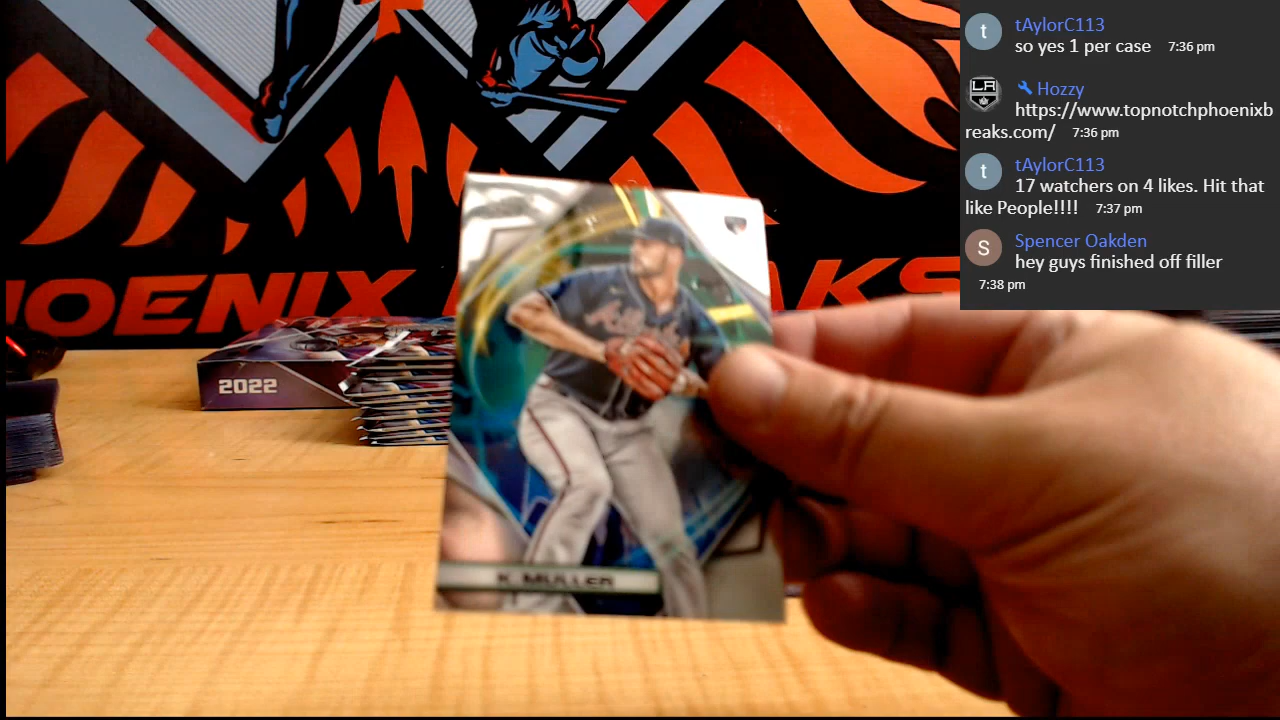 tAylorC113
so yes 1 per case 7:36 pm
Hozzy
https://www.topnotchphoenixb
reaks.com/ 7:36 pm
tAylorC113
17 watchers on 4 likes. Hit that
like People!!!! 7:37 pm
Spencer Oakden
hey guys finished off filler
7:38 pm
t
LA
t
S
HOENIX
AKS
2022
K. MULLER